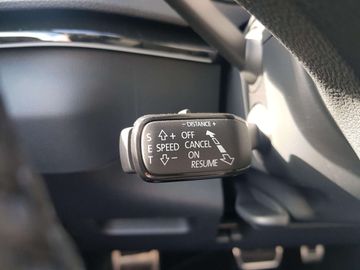 − DISTANCE +
S + OFF
E SPEED CANCEL
T − ON
RESUME